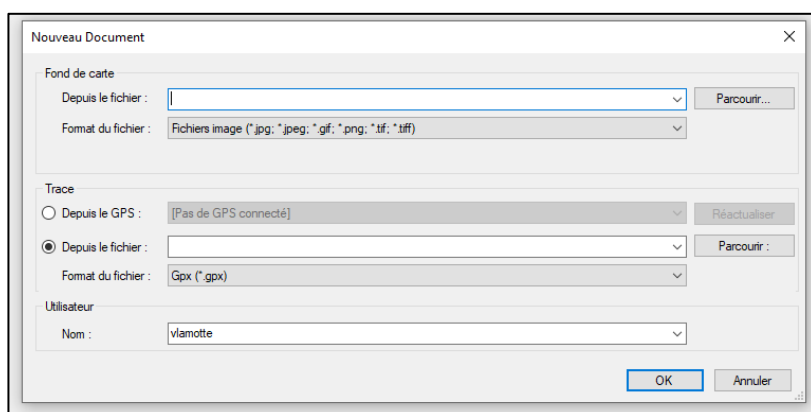 Nouveau Document
Fond de carte
Depuis le fichier :
Parcourir...
Format du fichier : Fichiers image (*.jpg; *.jpeg; *.gif; *.png; *.tif; *.tiff)
Trace
Depuis le GPS : [Pas de GPS connecté] Réactualiser
Depuis le fichier : Parcourir :
Format du fichier : Gpx (*.gpx)
Utilisateur
Nom : vlamotte
OK Annuler